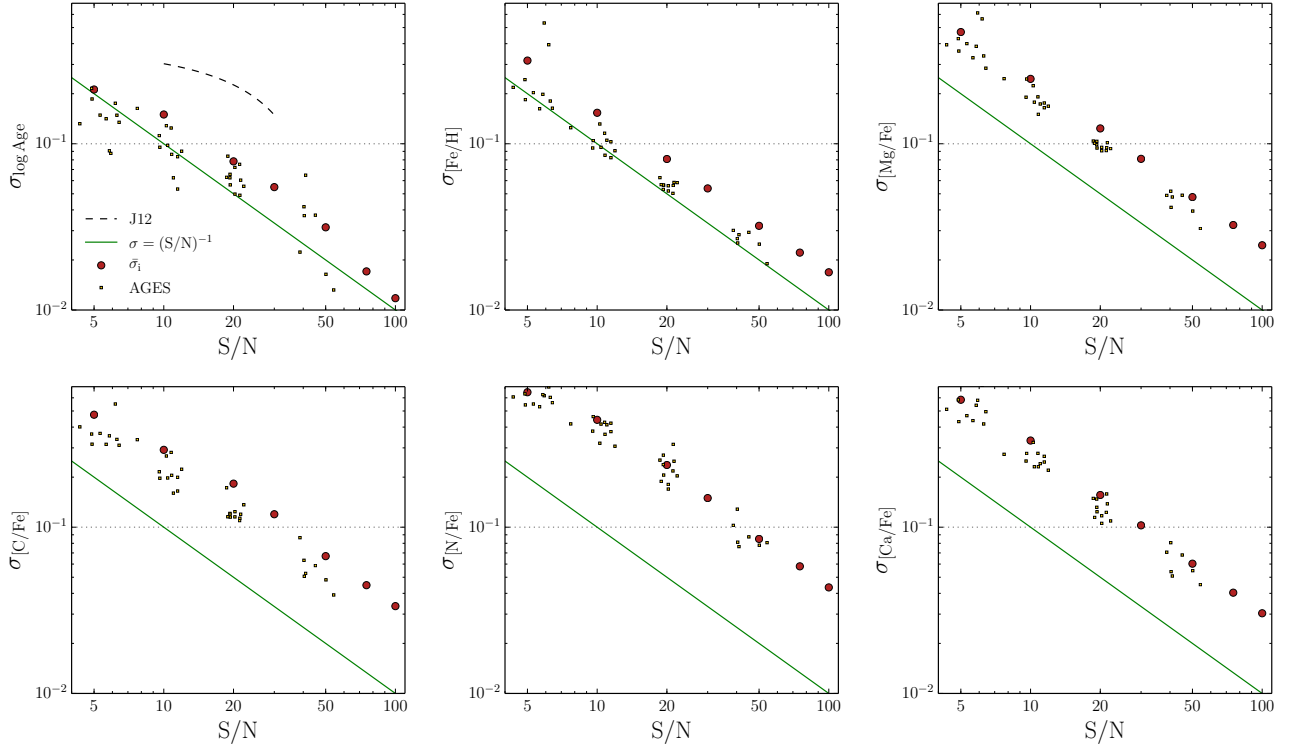 10⁻¹
10⁻²
σ_log Age
J12
σ = (S/N)⁻¹
σ̄_i
AGES
5 10 20 50 100
S/N
10⁻¹
10⁻²
σ_[Fe/H]
5 10 20 50 100
S/N
10⁻¹
10⁻²
σ_[Mg/Fe]
5 10 20 50 100
S/N
10⁻¹
10⁻²
σ_[C/Fe]
5 10 20 50 100
S/N
10⁻¹
10⁻²
σ_[N/Fe]
5 10 20 50 100
S/N
10⁻¹
10⁻²
σ_[Ca/Fe]
5 10 20 50 100
S/N